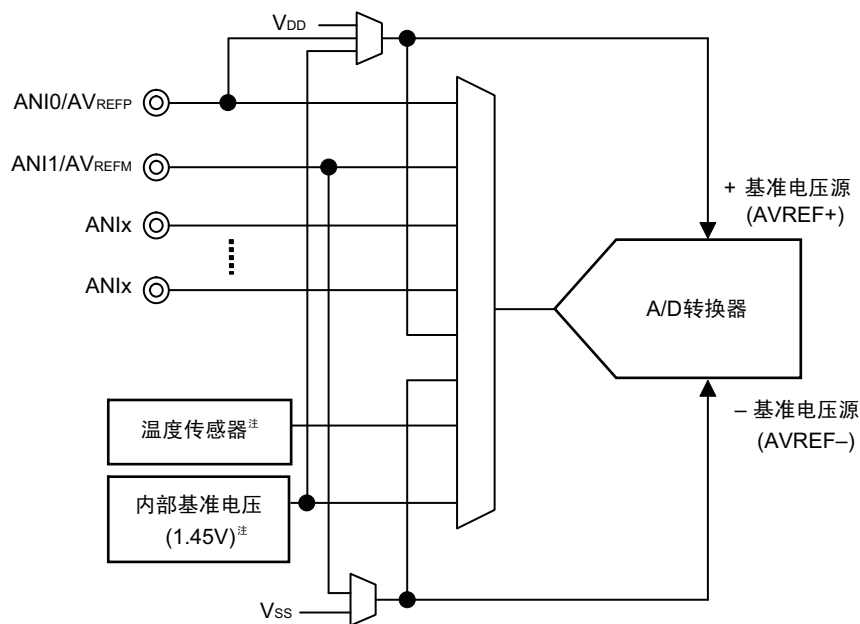 VDD
ANI0/AVREFP
ANI1/AVREFM
ANIx
ANIx
+ 基准电压源
(AVREF+)
A/D转换器
– 基准电压源
(AVREF–)
温度传感器注
内部基准电压
(1.45V)注
VSS